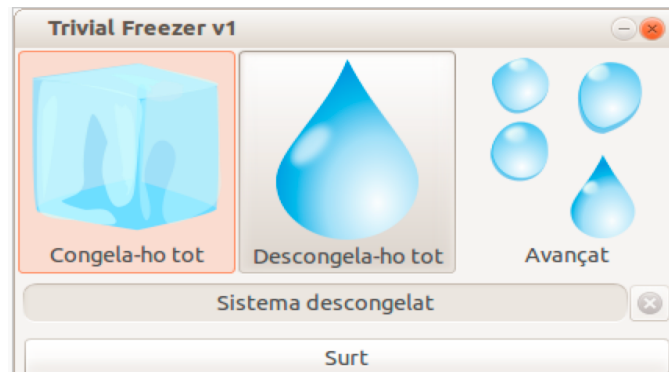 Trivial Freezer v1
Congela-ho tot
Descongela-ho tot
Avançat
Sistema descongelat
Surt